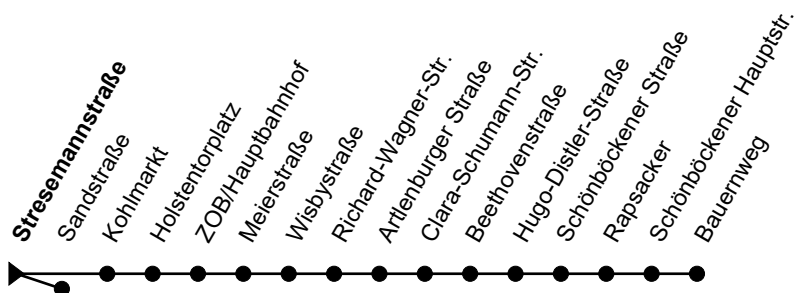 Stresemannstraße
Sandstraße
Kohlmarkt
Holstentorplatz
ZOB/Hauptbahnhof
Meierstraße
Wisbystraße
Richard-Wagner-Str.
Artlenburger Straße
Clara-Schumann-Str.
Beethovenstraße
Hugo-Distler-Straße
Schönböckener Straße
Rapsacker
Schönböckener Hauptstr.
Bauernweg